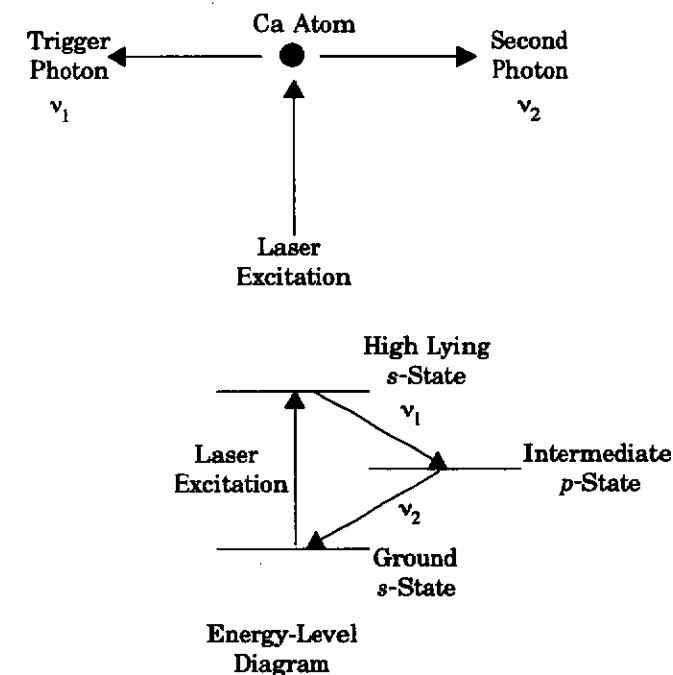 Ca Atom
Trigger
Photon
ν₁
Second
Photon
ν₂
Laser
Excitation
High Lying
s-State
ν₁
Laser
Excitation
Intermediate
p-State
ν₂
Ground
s-State
Energy-Level
Diagram